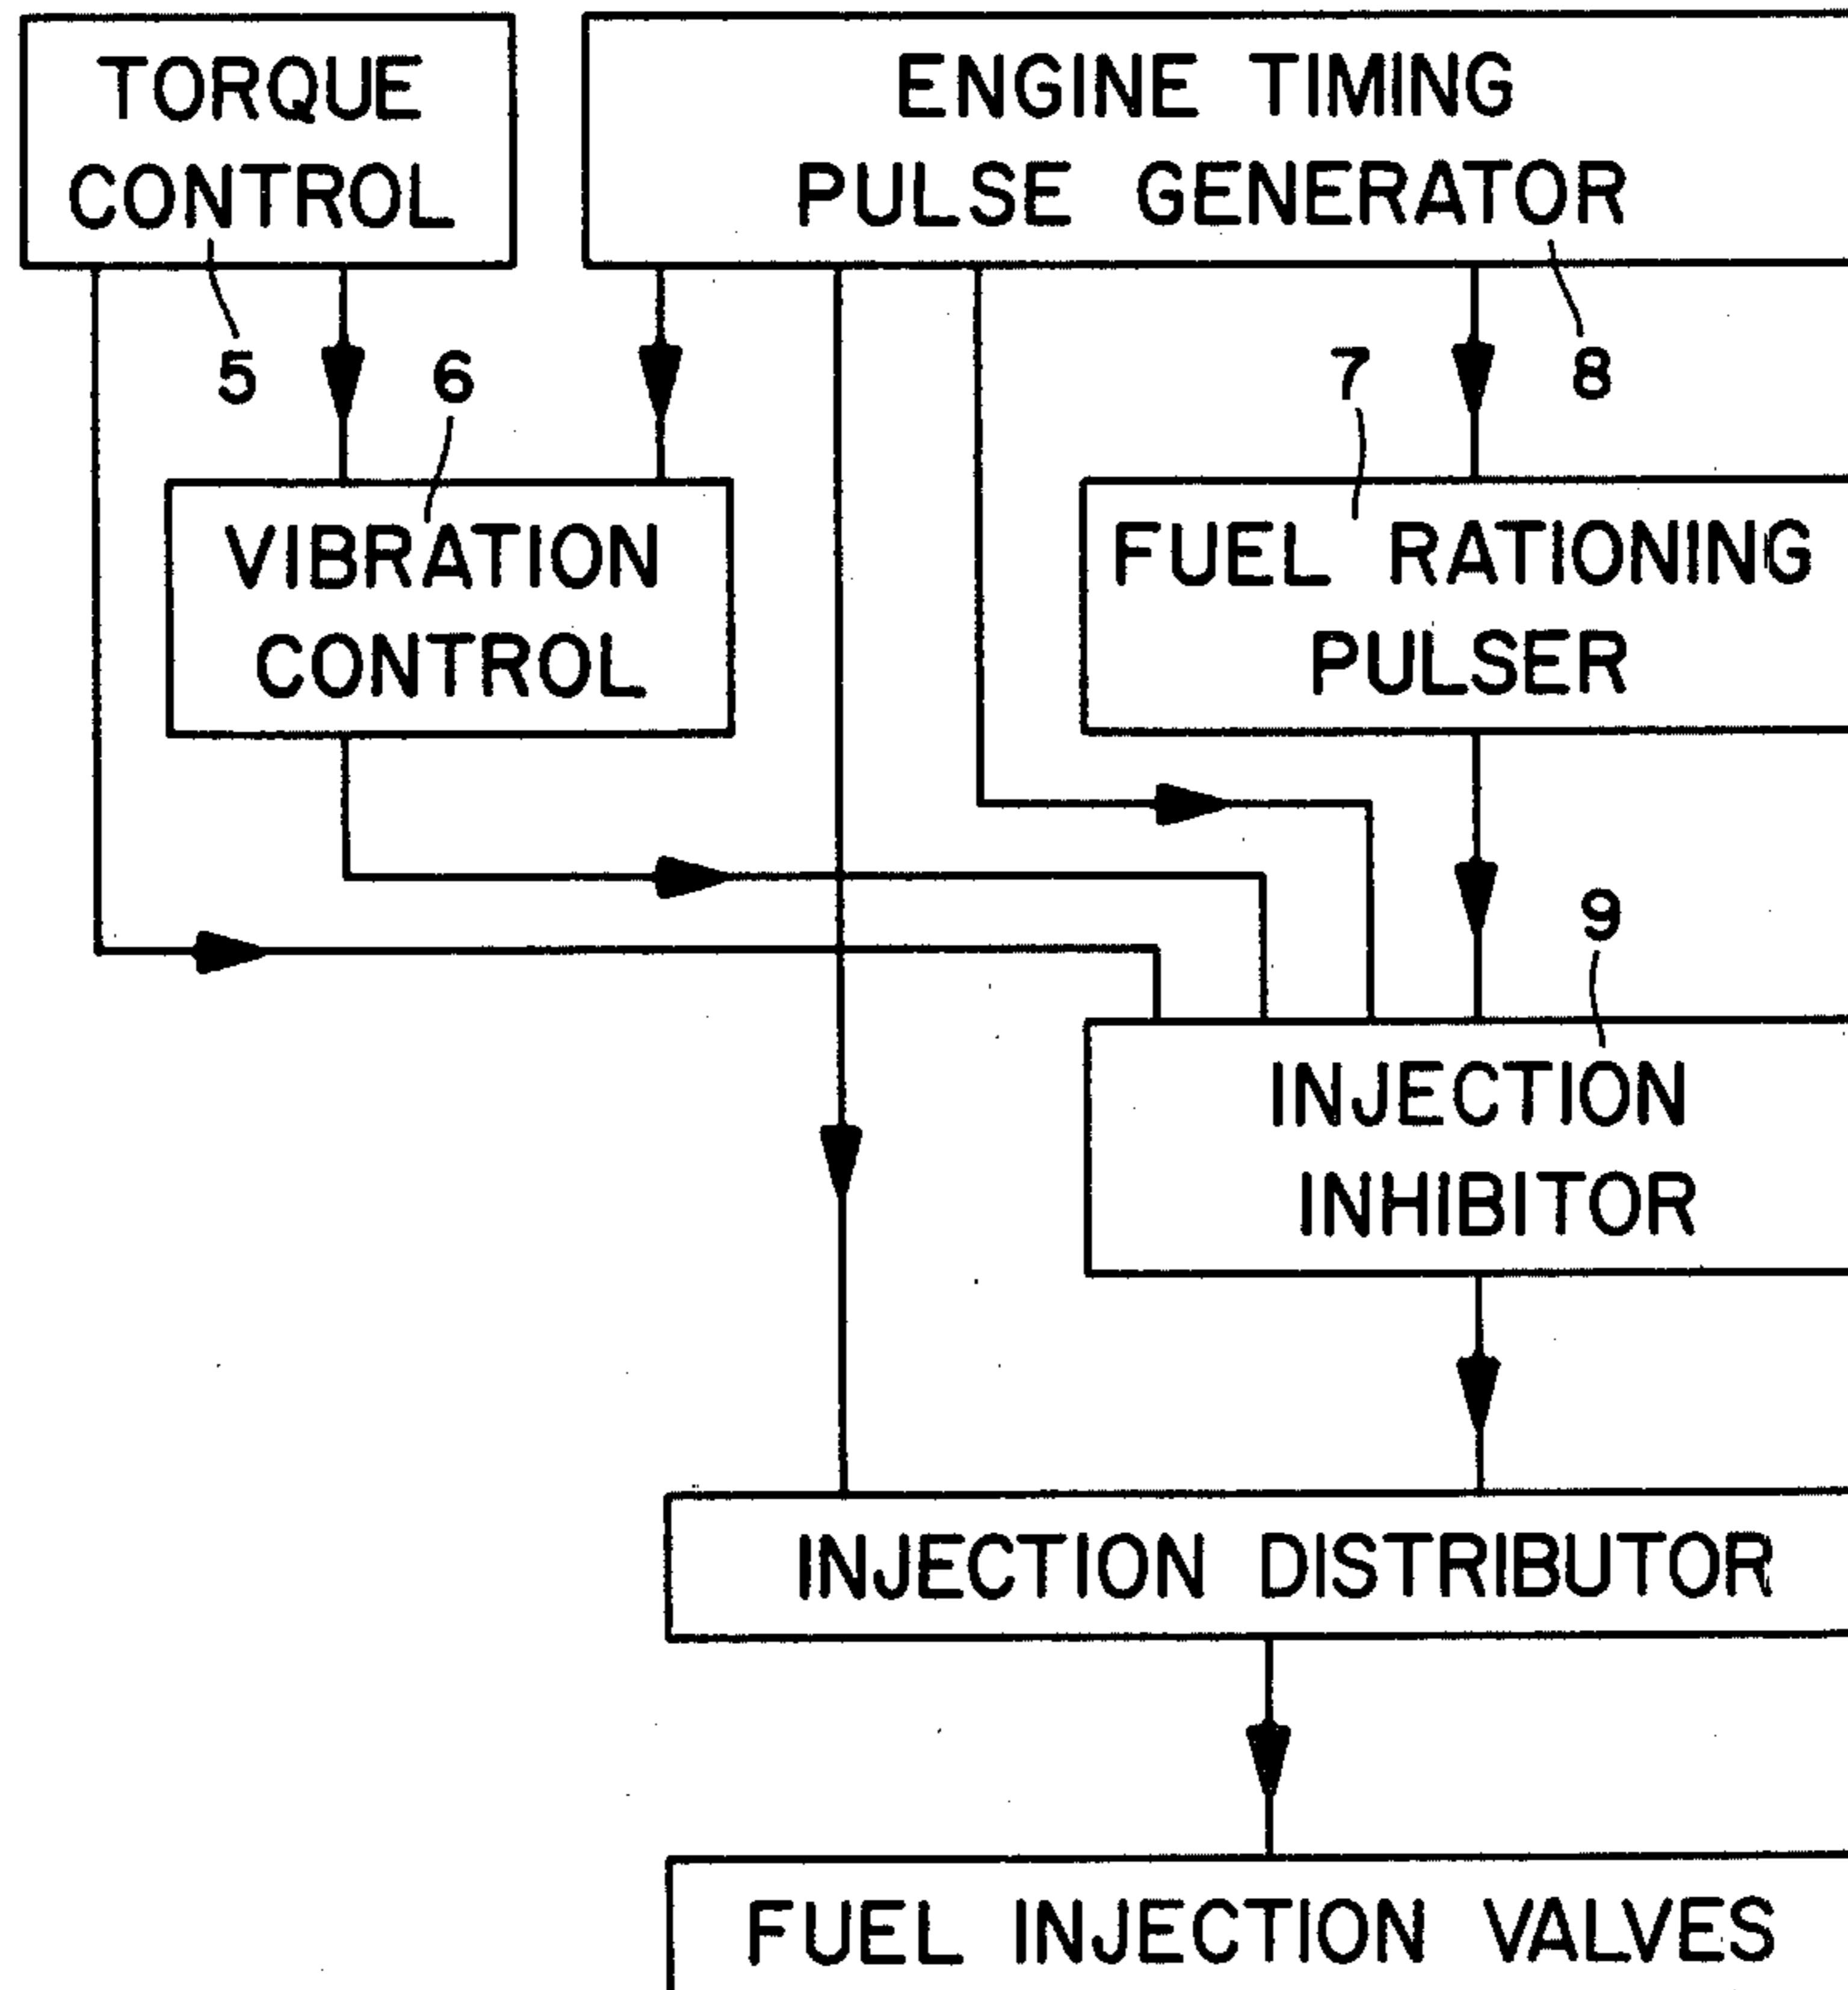 TORQUE
CONTROL
ENGINE TIMING
PULSE GENERATOR
5
6
7
8
VIBRATION
CONTROL
FUEL RATIONING
PULSER
9
INJECTION
INHIBITOR
INJECTION DISTRIBUTOR
FUEL INJECTION VALVES